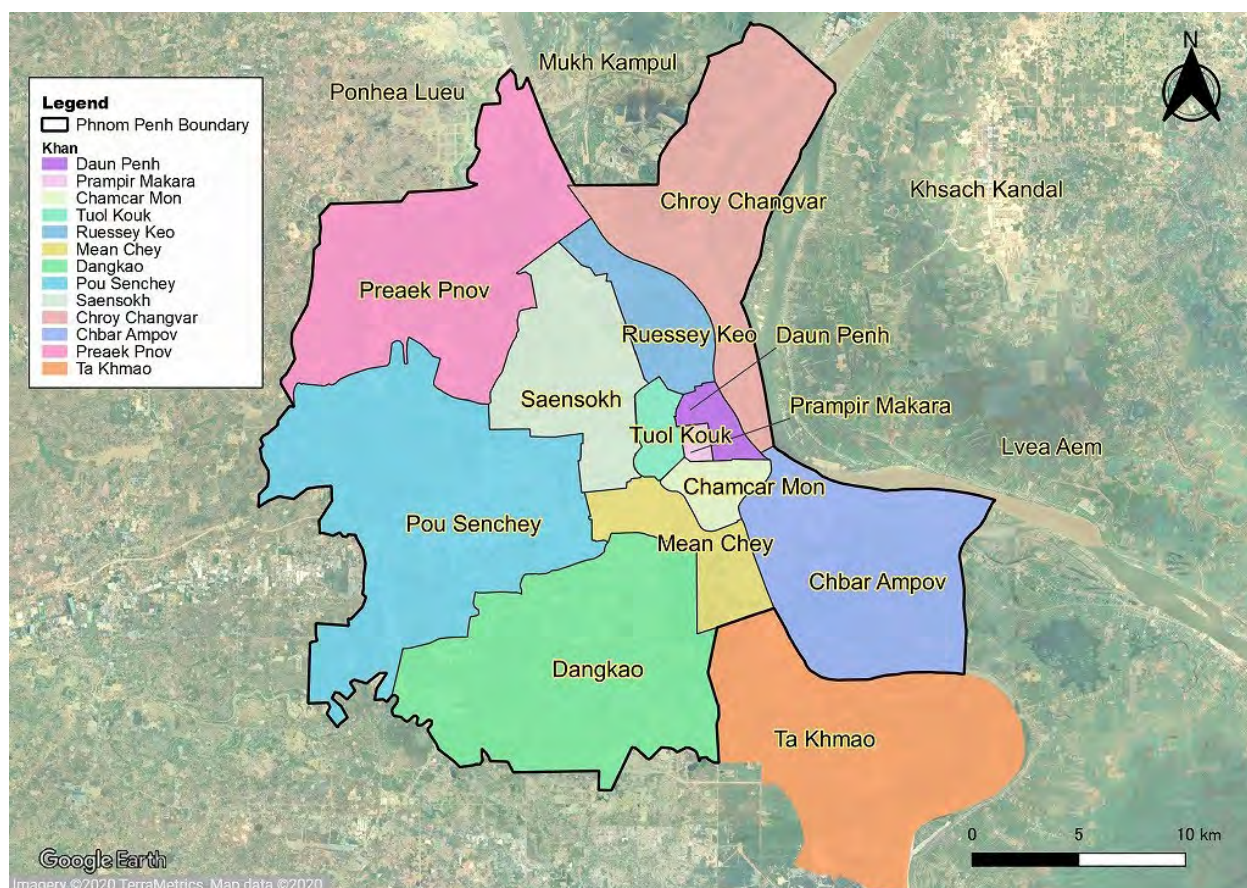 N
Mukh Kampul
Ponhea Lueu
Legend
Phnom Penh Boundary
Khan
Daun Penh
Prampir Makara
Chamcar Mon
Tuol Kouk
Ruessey Keo
Mean Chey
Dangkao
Pou Senchey
Saensokh
Chroy Changvar
Chbar Ampov
Preaek Pnov
Ta Khmao
Khsach Kandal
Chroy Changvar
Preaek Pnov
Ruessey Keo
Daun Penh
Saensokh
Prampir Makara
Tuol Kouk
Lvea Aem
Chamcar Mon
Pou Senchey
Mean Chey
Chbar Ampov
Dangkao
Ta Khmao
0 5 10 km
Google Earth
Imagery ©2020 TerraMetrics, Map data ©2020